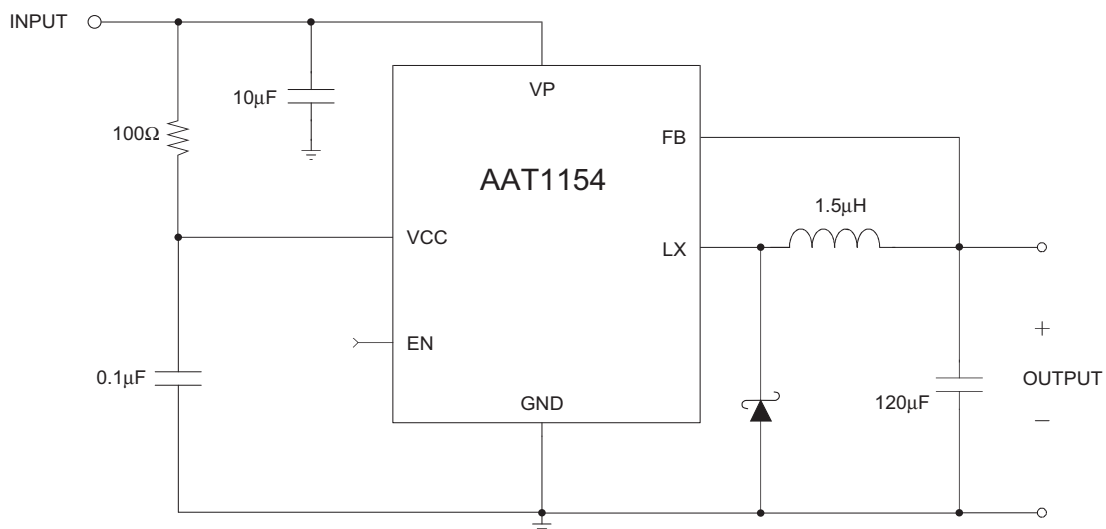 INPUT
VP
10μF
FB
100Ω
AAT1154
1.5μH
VCC
LX
EN
+
0.1μF
OUTPUT
GND
120μF
−